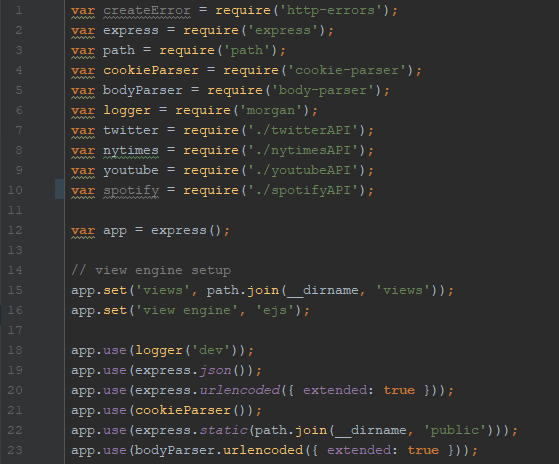 1 var createError = require('http-errors');
2 var express = require('express');
3 var path = require('path');
4 var cookieParser = require('cookie-parser');
5 var bodyParser = require('body-parser');
6 var logger = require('morgan');
7 var twitter = require('./twitterAPI');
8 var nytimes = require('./nytimesAPI');
9 var youtube = require('./youtubeAPI');
10 var spotify = require('./spotifyAPI');
11
12 var app = express();
13
14 // view engine setup
15 app.set('views', path.join(__dirname, 'views'));
16 app.set('view engine', 'ejs');
17
18 app.use(logger('dev'));
19 app.use(express.json());
20 app.use(express.urlencoded({ extended: true }));
21 app.use(cookieParser());
22 app.use(express.static(path.join(__dirname, 'public')));
23 app.use(bodyParser.urlencoded({ extended: true }));